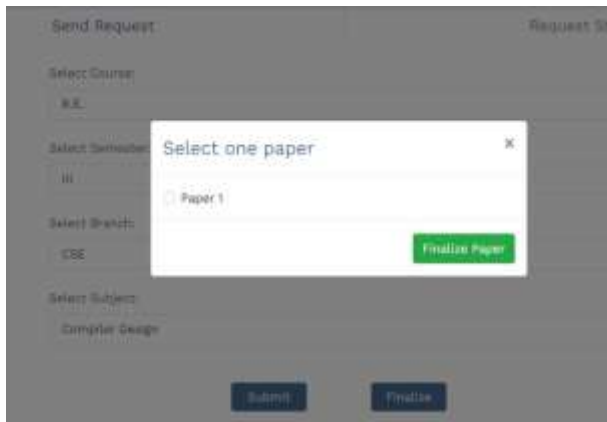 Send Request
Request St
Select Course:
B.E.
Select Semester:
III
Select one paper
x
Paper 1
Select Branch:
CSE
Finalize Paper
Select Subject:
Compiler Design
Submit
Finalize